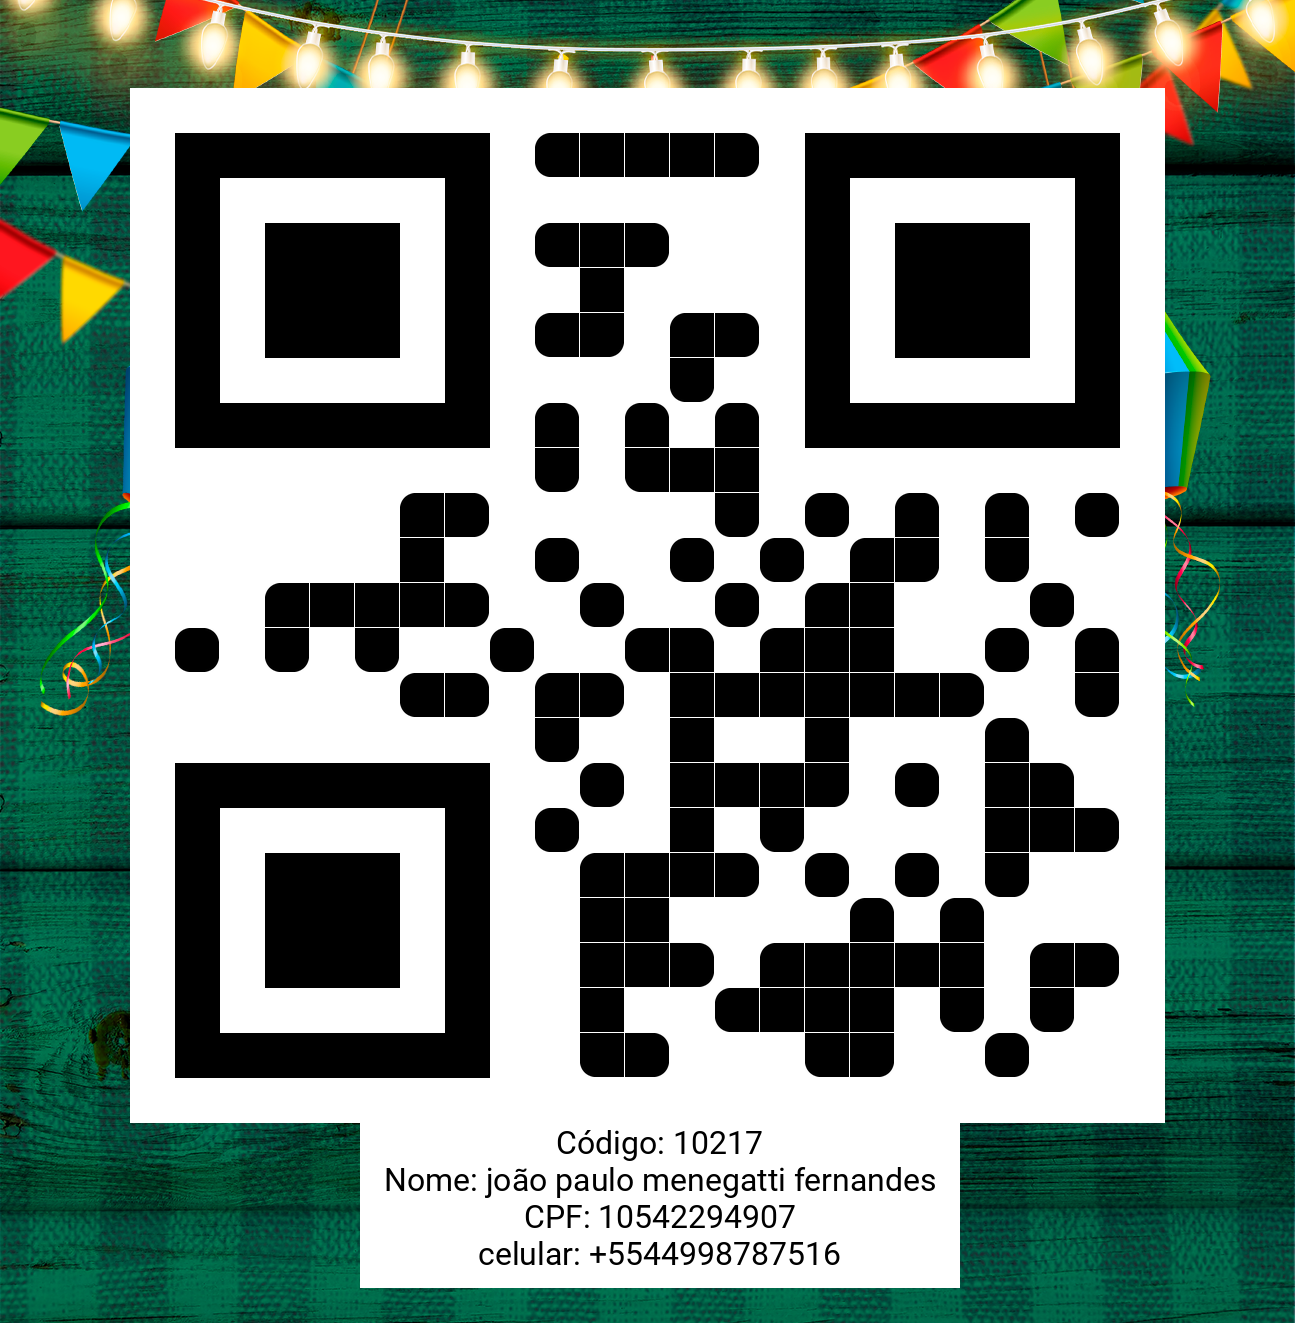 Código: 10217
Nome: joão paulo menegatti fernandes
CPF: 10542294907
celular: +5544998787516